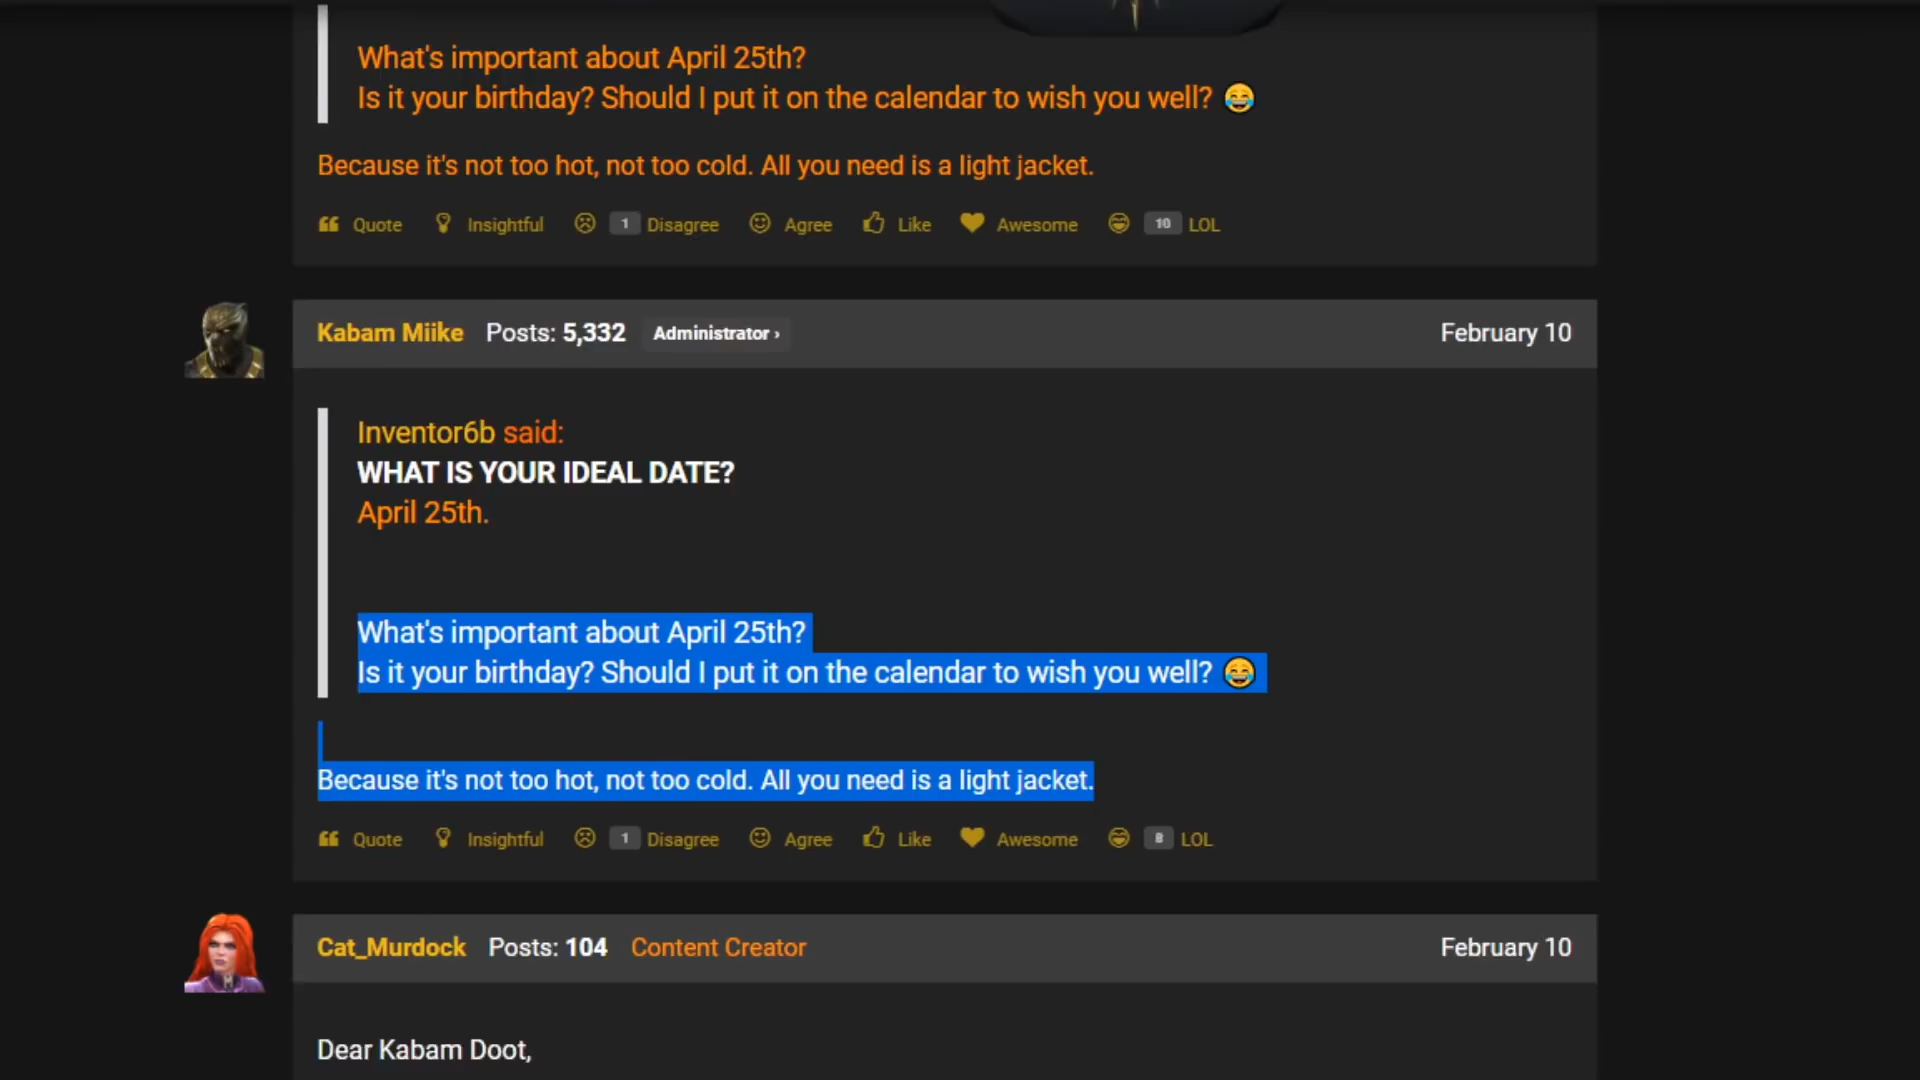 What's important about April 25th?
Is it your birthday? Should I put it on the calendar to wish you well? 😂
Because it's not too hot, not too cold. All you need is a light jacket.
Quote Insightful 1 Disagree Agree Like Awesome 10 LOL
Kabam Miike Posts: 5,332 Administrator › February 10
Inventor6b said:
WHAT IS YOUR IDEAL DATE?
April 25th.
What's important about April 25th?
Is it your birthday? Should I put it on the calendar to wish you well? 😂
Because it's not too hot, not too cold. All you need is a light jacket.
Quote Insightful 1 Disagree Agree Like Awesome 8 LOL
Cat_Murdock Posts: 104 Content Creator February 10
Dear Kabam Doot,